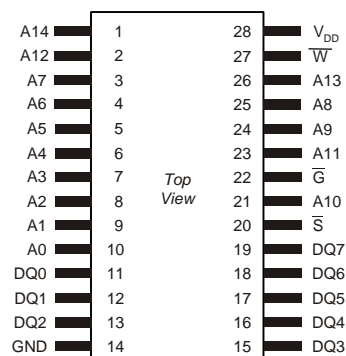 A14 1 28 V_DD
A12 2 27 W̅
A7 3 26 A13
A6 4 25 A8
A5 5 24 A9
A4 6 23 A11
A3 7 Top 22 G̅
A2 8 View 21 A10
A1 9 20 S̅
A0 10 19 DQ7
DQ0 11 18 DQ6
DQ1 12 17 DQ5
DQ2 13 16 DQ4
GND 14 15 DQ3